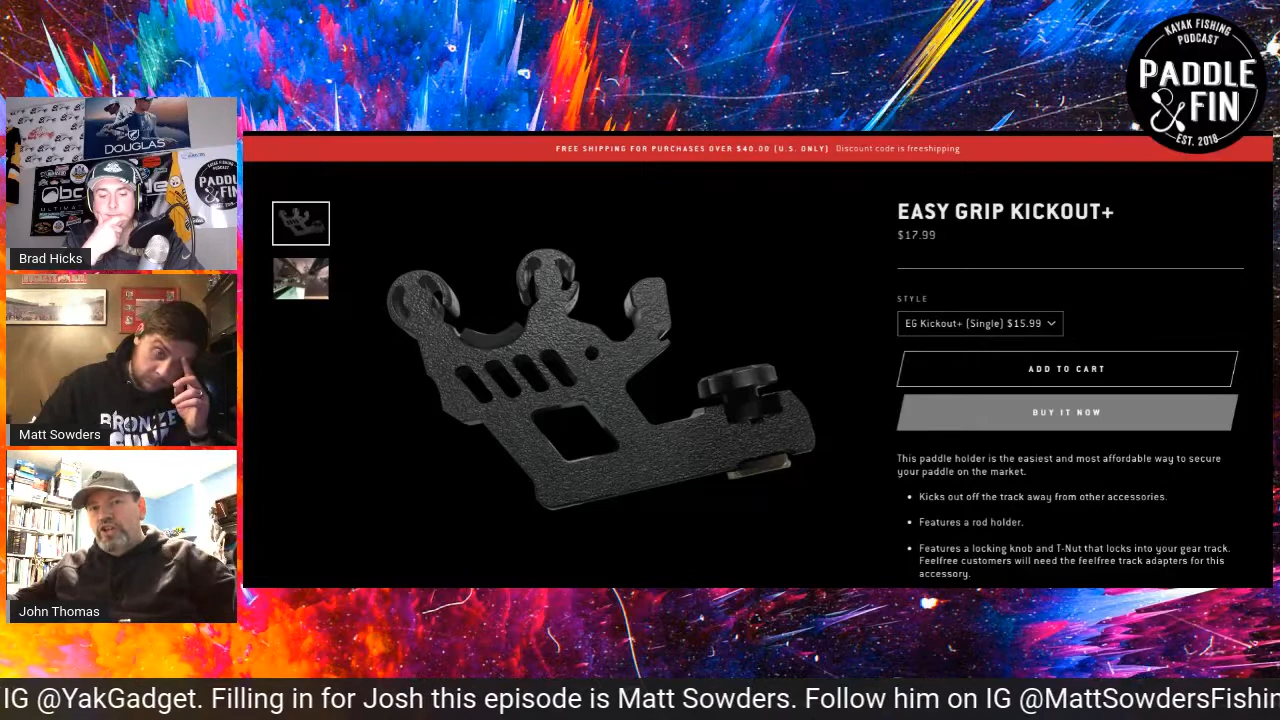 KAYAK FISHING
PODCAST
PADDLE
& FIN
EST. 2018
DOUGLAS
Brad Hicks
Matt Sowders
John Thomas
FREE SHIPPING FOR PURCHASES OVER $40.00 (U.S. ONLY) Discount code is freeshipping
EASY GRIP KICKOUT+
$17.99
STYLE
EG Kickout+ (Single) $15.99
ADD TO CART
BUY IT NOW
This paddle holder is the easiest and most affordable way to secure
your paddle on the market.
Kicks out off the track away from other accessories.
Features a rod holder.
Features a locking knob and T-Nut that locks into your gear track.
Feelfree customers will need the feelfree track adapters for this
accessory.
IG @YakGadget. Filling in for Josh this episode is Matt Sowders. Follow him on IG @MattSowdersFishin